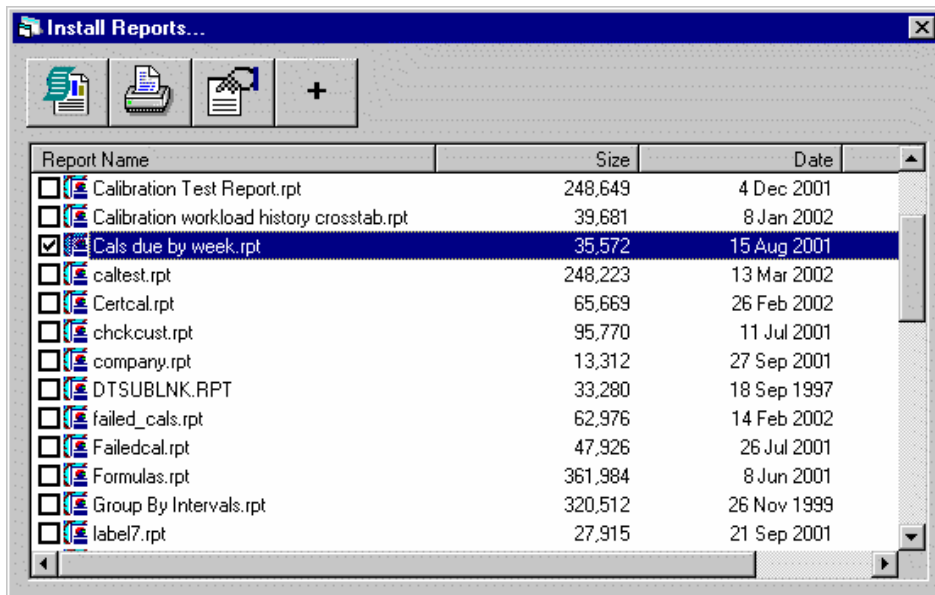 Install Reports...
+
Report Name Size Date
Calibration Test Report.rpt 248,649 4 Dec 2001
Calibration workload history crosstab.rpt 39,681 8 Jan 2002
Cals due by week.rpt 35,572 15 Aug 2001
caltest.rpt 248,223 13 Mar 2002
Certcal.rpt 65,669 26 Feb 2002
chckcust.rpt 95,770 11 Jul 2001
company.rpt 13,312 27 Sep 2001
DTSUBLNK.RPT 33,280 18 Sep 1997
failed_cals.rpt 62,976 14 Feb 2002
Failedcal.rpt 47,926 26 Jul 2001
Formulas.rpt 361,984 8 Jun 2001
Group By Intervals.rpt 320,512 26 Nov 1999
label7.rpt 27,915 21 Sep 2001